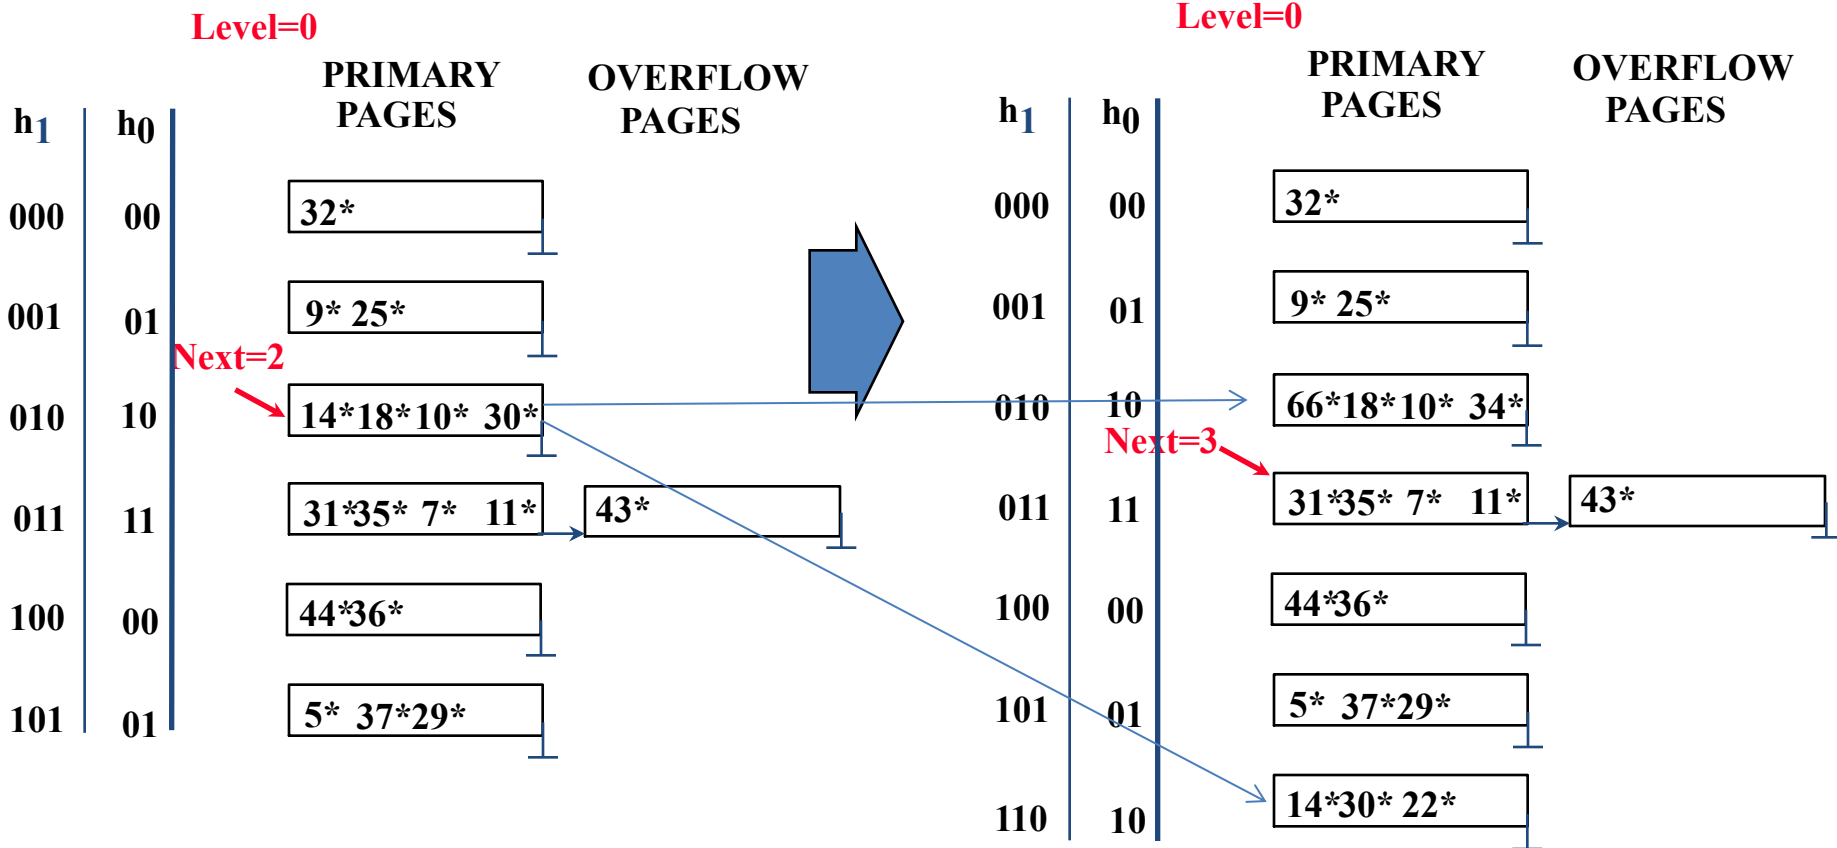 Level=0
PRIMARY PAGES
OVERFLOW PAGES
h1 h0
000 00 32*
001 01 9* 25*
Next=2
010 10 14* 18* 10* 30*
011 11 31* 35* 7* 11* 43*
100 00 44* 36*
101 01 5* 37* 29*
Level=0
PRIMARY PAGES
OVERFLOW PAGES
h1 h0
000 00 32*
001 01 9* 25*
010 10 66* 18* 10* 34*
Next=3
011 11 31* 35* 7* 11* 43*
100 00 44* 36*
101 01 5* 37* 29*
110 10 14* 30* 22*